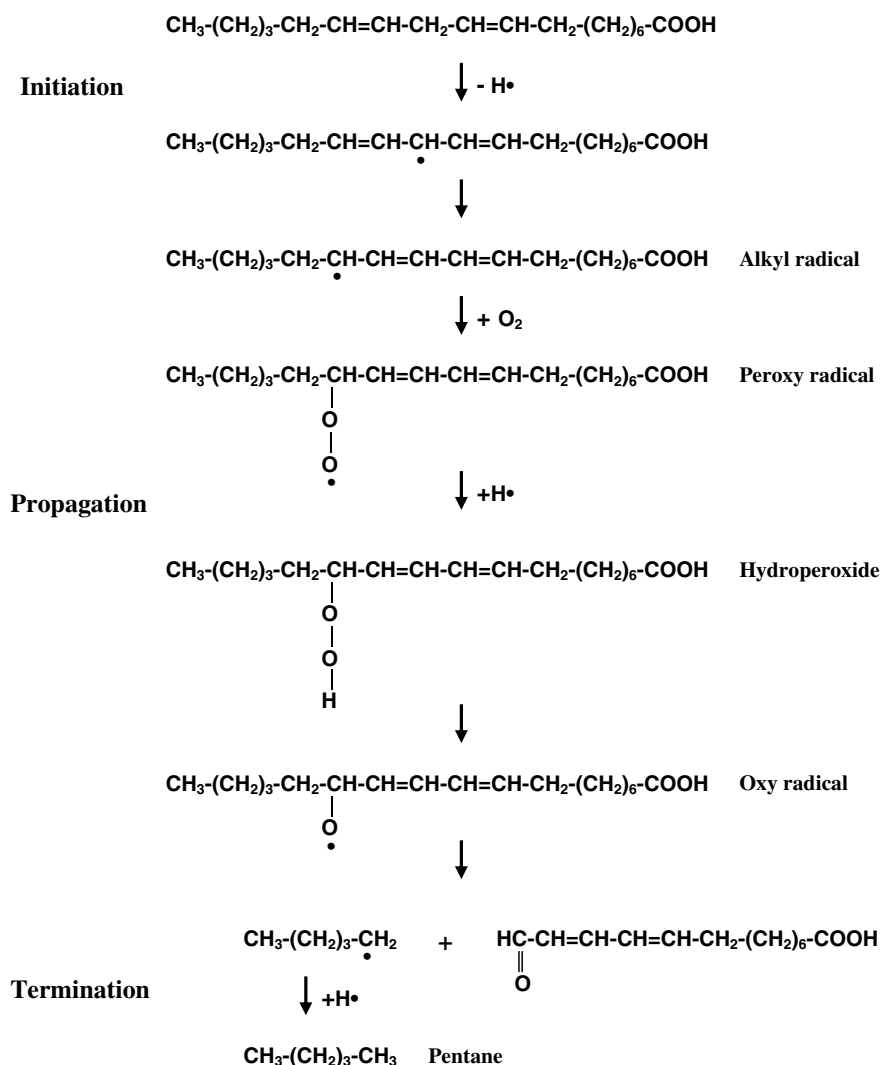 CH₃-(CH₂)₃-CH₂-CH=CH-CH₂-CH=CH-CH₂-(CH₂)₆-COOH
Initiation
- H•
CH₃-(CH₂)₃-CH₂-CH=CH-CH-CH=CH-CH₂-(CH₂)₆-COOH
•
CH₃-(CH₂)₃-CH₂-CH-CH=CH-CH=CH-CH₂-(CH₂)₆-COOH Alkyl radical
•
+ O₂
CH₃-(CH₂)₃-CH₂-CH-CH=CH-CH=CH-CH₂-(CH₂)₆-COOH Peroxy radical
O
O
•
+H•
Propagation
CH₃-(CH₂)₃-CH₂-CH-CH=CH-CH=CH-CH₂-(CH₂)₆-COOH Hydroperoxide
O
O
H
CH₃-(CH₂)₃-CH₂-CH-CH=CH-CH=CH-CH₂-(CH₂)₆-COOH Oxy radical
O
•
CH₃-(CH₂)₃-CH₂ + HC-CH=CH-CH=CH-CH₂-(CH₂)₆-COOH
•
O
Termination
+H•
CH₃-(CH₂)₃-CH₃ Pentane